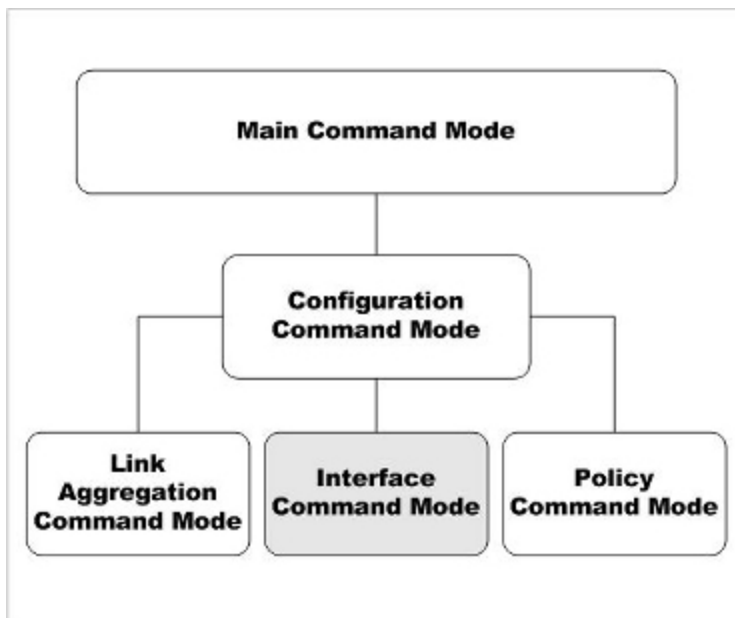 Main Command Mode
Configuration
Command Mode
Link
Aggregation
Command Mode
Interface
Command Mode
Policy
Command Mode